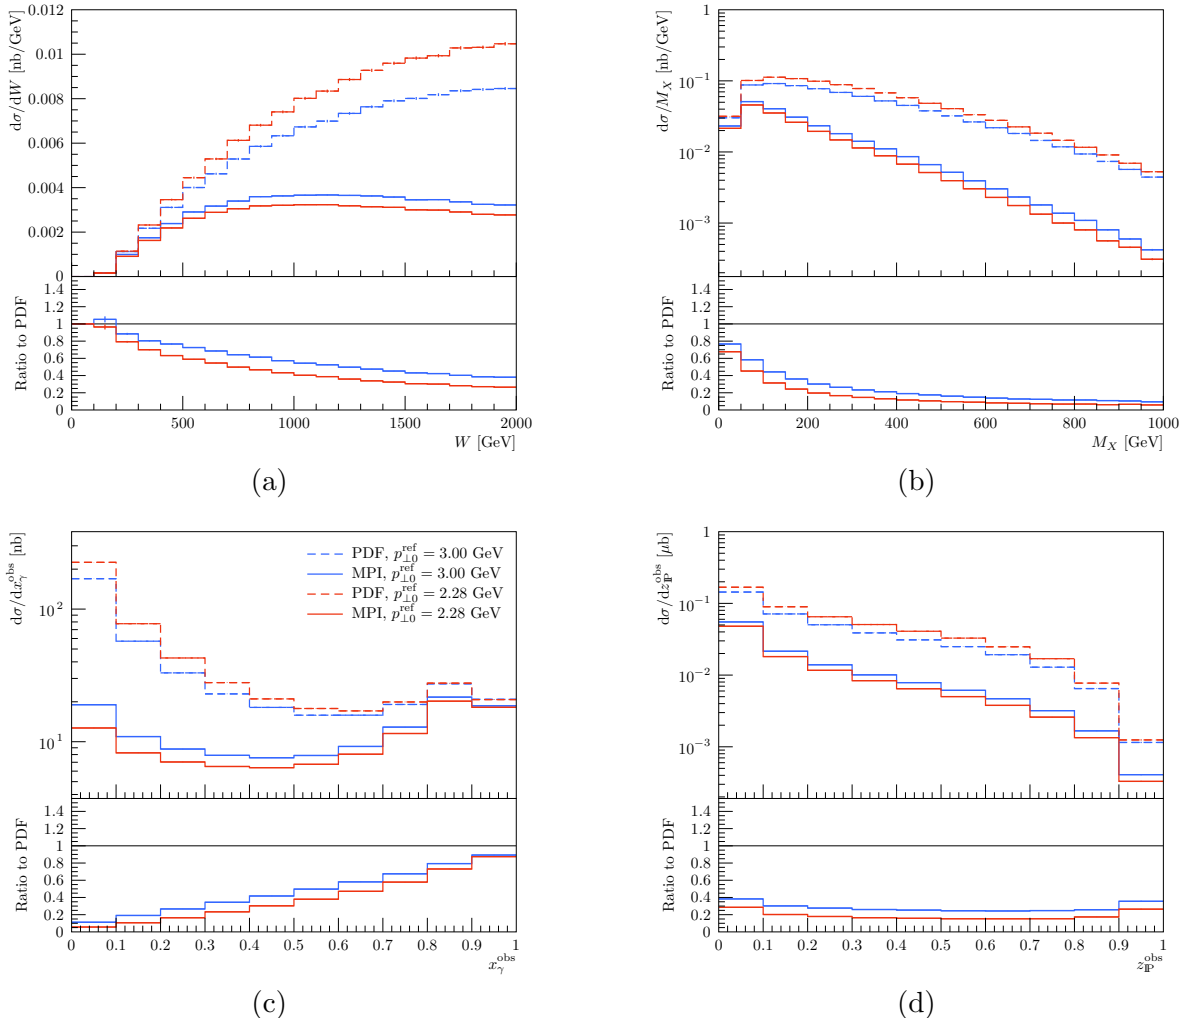 dσ/dW [nb/GeV]
0.012
0.01
0.008
0.006
0.004
0.002
0
Ratio to PDF
1.4
1.2
1
0.8
0.6
0.4
0.2
0
0 500 1000 1500 2000
W [GeV]
(a)
dσ/M_X [nb/GeV]
1
10⁻¹
10⁻²
10⁻³
Ratio to PDF
1.4
1.2
1
0.8
0.6
0.4
0.2
0
0 200 400 600 800 1000
M_X [GeV]
(b)
dσ/dx_γ^obs [nb]
10²
10¹
PDF, p_⊥0^ref = 3.00 GeV
MPI, p_⊥0^ref = 3.00 GeV
PDF, p_⊥0^ref = 2.28 GeV
MPI, p_⊥0^ref = 2.28 GeV
Ratio to PDF
1.4
1.2
1
0.8
0.6
0.4
0.2
0
0 0.1 0.2 0.3 0.4 0.5 0.6 0.7 0.8 0.9 1
x_γ^obs
(c)
dσ/dz_ℙ^obs [μb]
1
10⁻¹
10⁻²
10⁻³
Ratio to PDF
1.4
1.2
1
0.8
0.6
0.4
0.2
0
0 0.1 0.2 0.3 0.4 0.5 0.6 0.7 0.8 0.9 1
z_ℙ^obs
(d)